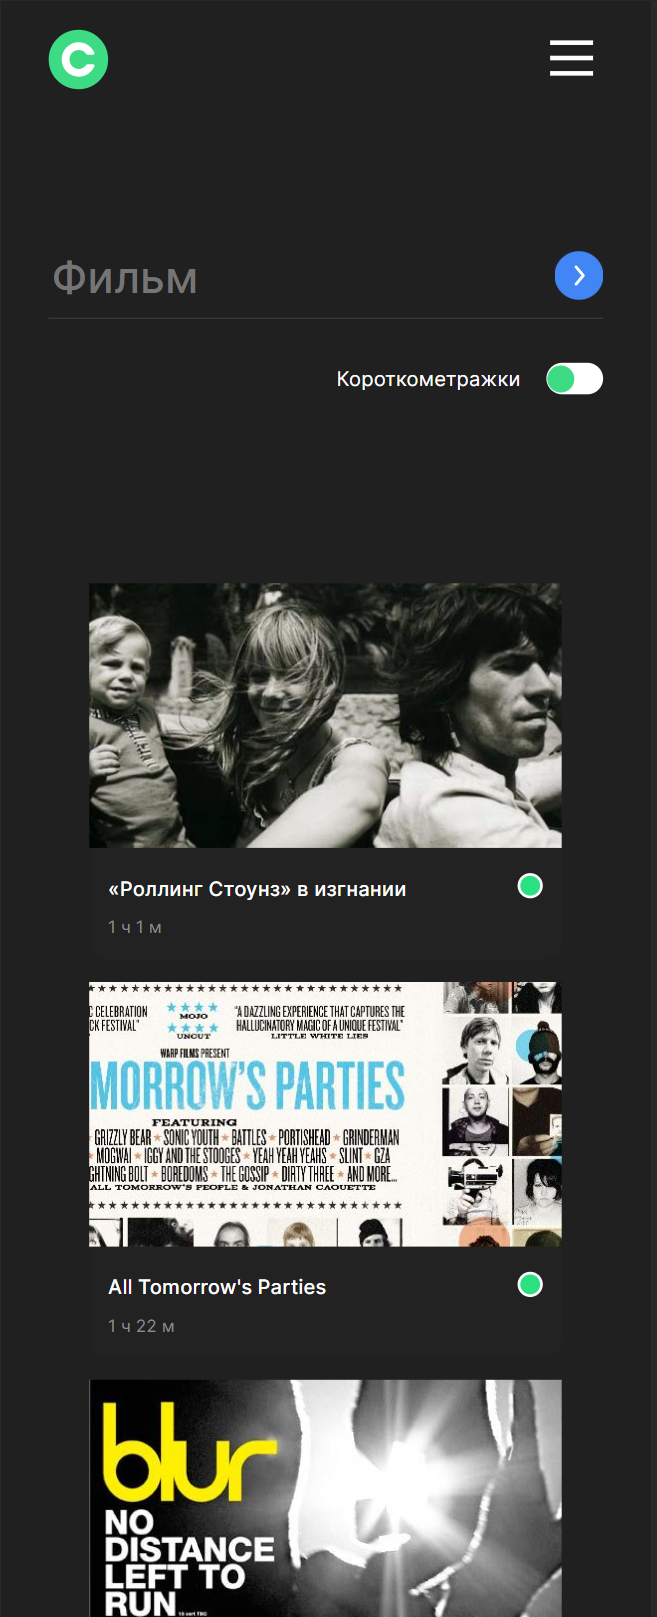 C
Фильм
Короткометражки
«Роллинг Стоунз» в изгнании
1 ч 1 м
C CELEBRATION
CK FESTIVAL"
MOJO
UNCUT
"A DAZZLING EXPERIENCE THAT CAPTURES THE
HALLUCINATORY MAGIC OF A UNIQUE FESTIVAL"
LITTLE WHITE LIES
WARP FILMS PRESENT
MORROW'S PARTIES
FEATURING
GRIZZLY BEAR ★ SONIC YOUTH ★ BATTLES ★ PORTISHEAD ★ GRINDERMAN
★ MOGWAI ★ IGGY AND THE STOOGES ★ YEAH YEAH YEAHS ★ SLINT ★ GZA
GHTNING BOLT ★ BOREDOMS ★ THE GOSSIP ★ DIRTY THREE ★ AND MORE...
ALL TOMORROW'S PEOPLE & JONATHAN CAOUETTE
All Tomorrow's Parties
1 ч 22 м
blur
NO
DISTANCE
LEFT TO
RUN